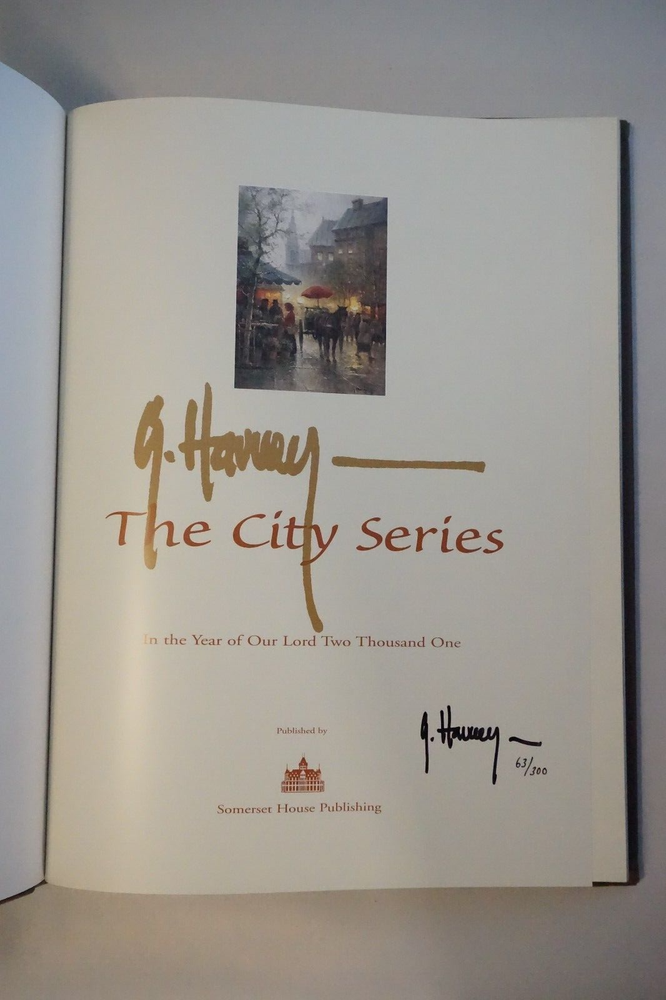 G. Harvey
The City Series
In the Year of Our Lord Two Thousand One
Published by
Somerset House Publishing
G. Harvey
63/300